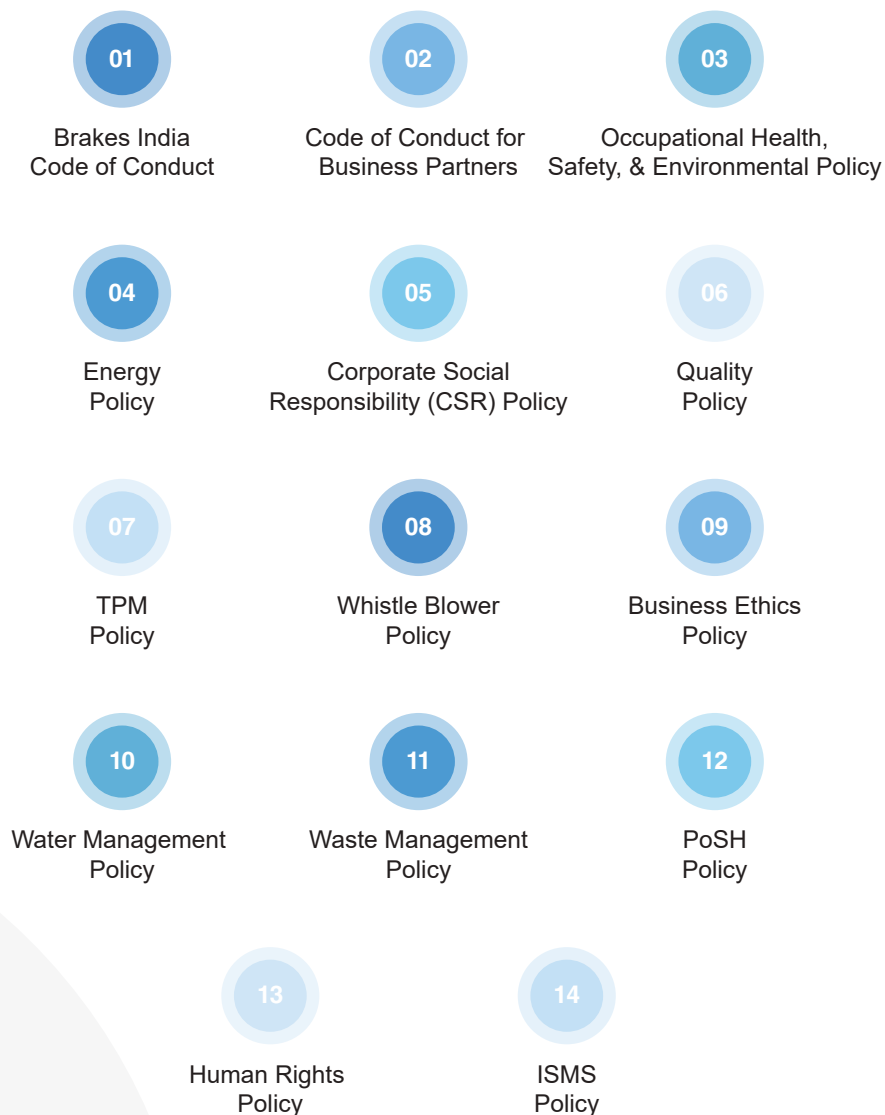 01
Brakes India
Code of Conduct
02
Code of Conduct for
Business Partners
03
Occupational Health,
Safety, & Environmental Policy
04
Energy
Policy
05
Corporate Social
Responsibility (CSR) Policy
06
Quality
Policy
07
TPM
Policy
08
Whistle Blower
Policy
09
Business Ethics
Policy
10
Water Management
Policy
11
Waste Management
Policy
12
PoSH
Policy
13
Human Rights
Policy
14
ISMS
Policy